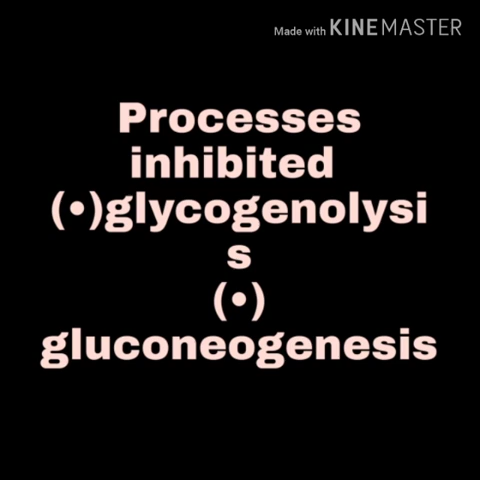 Made with KINEMASTER
Processes
inhibited
(•)glycogenolysi
s
(•)
gluconeogenesis